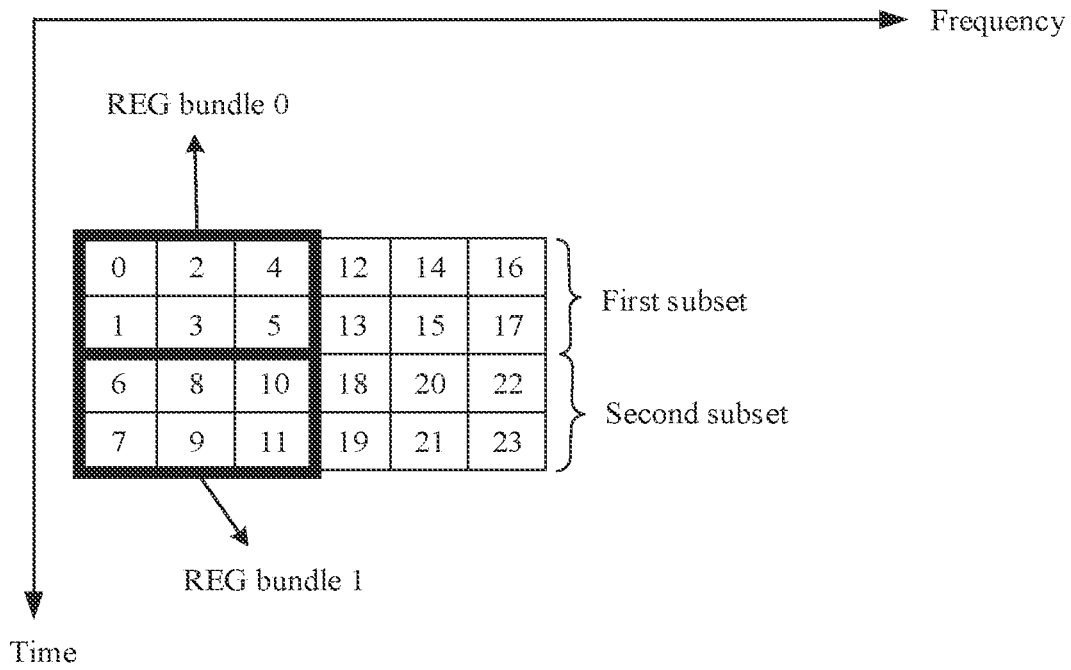 Frequency
REG bundle 0
0 2 4 12 14 16
1 3 5 13 15 17
First subset
6 8 10 18 20 22
7 9 11 19 21 23
Second subset
REG bundle 1
Time